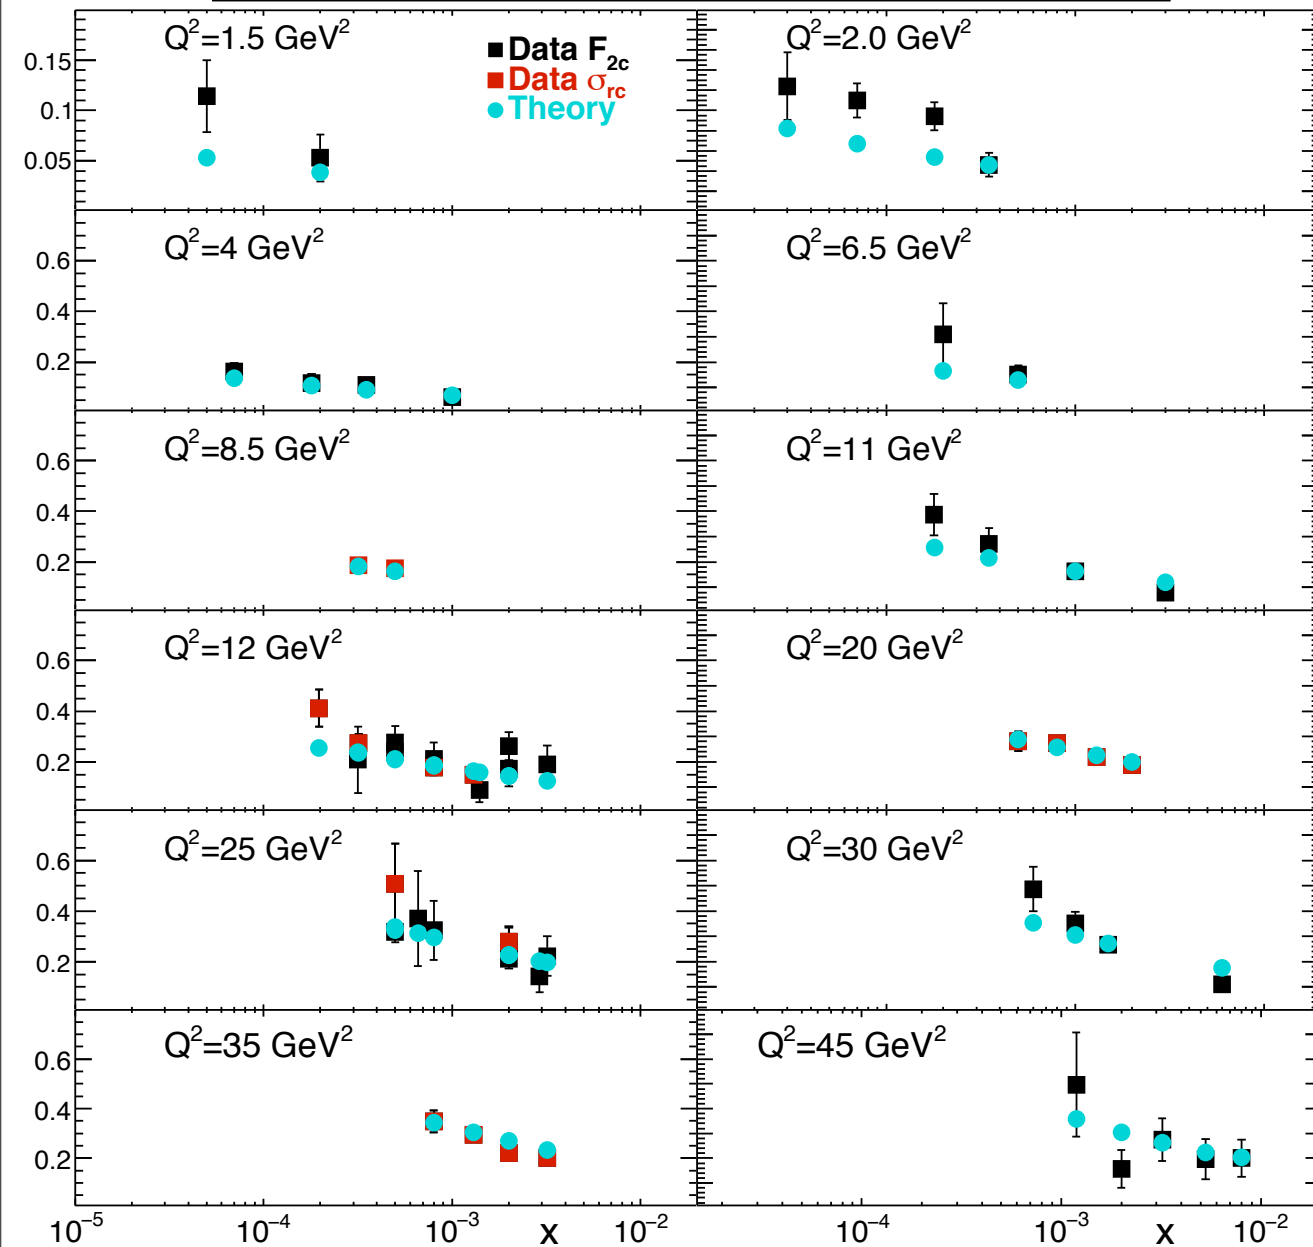 Q²=1.5 GeV²
Data F₂c
Data σrc
Theory
0.15
0.1
0.05
Q²=2.0 GeV²
Q²=4 GeV²
0.6
0.4
0.2
Q²=6.5 GeV²
Q²=8.5 GeV²
0.6
0.4
0.2
Q²=11 GeV²
Q²=12 GeV²
0.6
0.4
0.2
Q²=20 GeV²
Q²=25 GeV²
0.6
0.4
0.2
Q²=30 GeV²
Q²=35 GeV²
0.6
0.4
0.2
Q²=45 GeV²
10⁻⁵ 10⁻⁴ 10⁻³ x 10⁻² 10⁻⁴ 10⁻³ x 10⁻²